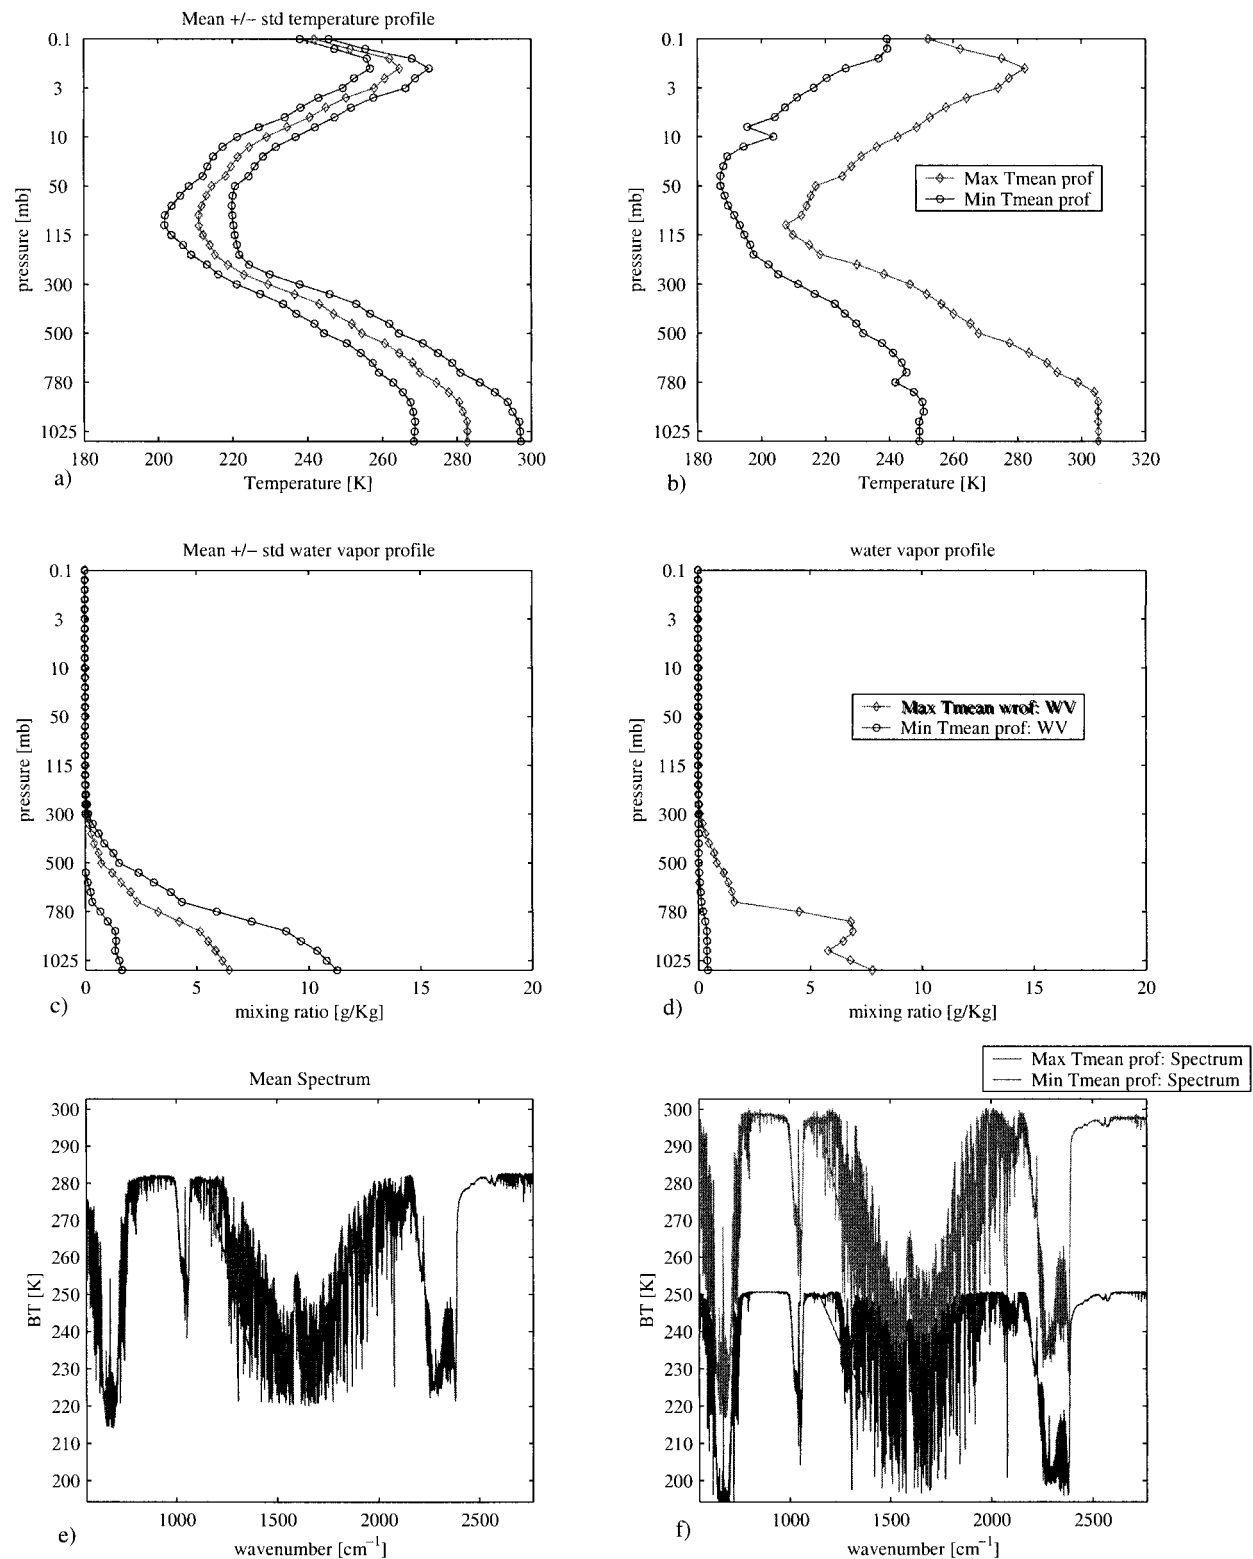 Mean +/− std temperature profile
0.1
3
10
50
115
300
500
780
1025
pressure [mb]
180 200 220 240 260 280 300
Temperature [K]
a)
0.1
3
10
50
115
300
500
780
1025
pressure [mb]
Max Tmean prof
Min Tmean prof
180 200 220 240 260 280 300 320
Temperature [K]
b)
Mean +/− std water vapor profile
0.1
3
10
50
115
300
500
780
1025
pressure [mb]
0 5 10 15 20
mixing ratio [g/Kg]
c)
water vapor profile
0.1
3
10
50
115
300
500
780
1025
pressure [mb]
Max Tmean wrof: WV
Min Tmean prof: WV
0 5 10 15 20
mixing ratio [g/Kg]
d)
Mean Spectrum
300
290
280
270
260
250
240
230
220
210
200
BT [K]
1000 1500 2000 2500
wavenumber [cm⁻¹]
e)
Max Tmean prof: Spectrum
Min Tmean prof: Spectrum
300
290
280
270
260
250
240
230
220
210
200
BT [K]
1000 1500 2000 2500
wavenumber [cm⁻¹]
f)